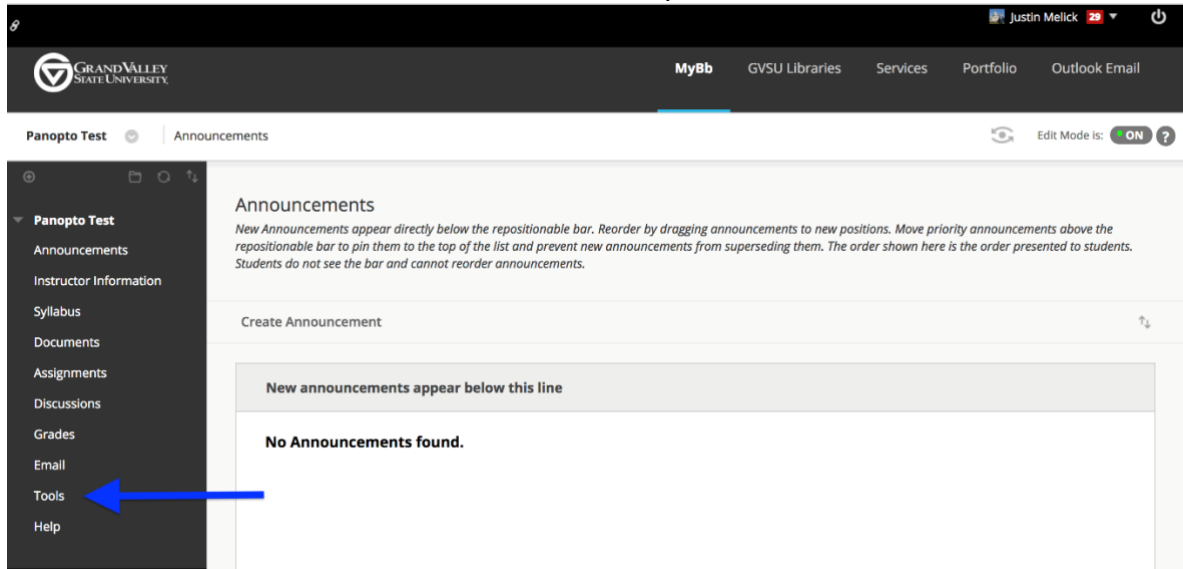 Justin Melick 29
GRAND VALLEY
STATE UNIVERSITY.
MyBb GVSU Libraries Services Portfolio Outlook Email
Panopto Test Announcements Edit Mode is: ON ?
Panopto Test
Announcements
Instructor Information
Syllabus
Documents
Assignments
Discussions
Grades
Email
Tools
Help
Announcements
New Announcements appear directly below the repositionable bar. Reorder by dragging announcements to new positions. Move priority announcements above the
repositionable bar to pin them to the top of the list and prevent new announcements from superseding them. The order shown here is the order presented to students.
Students do not see the bar and cannot reorder announcements.
Create Announcement
New announcements appear below this line
No Announcements found.